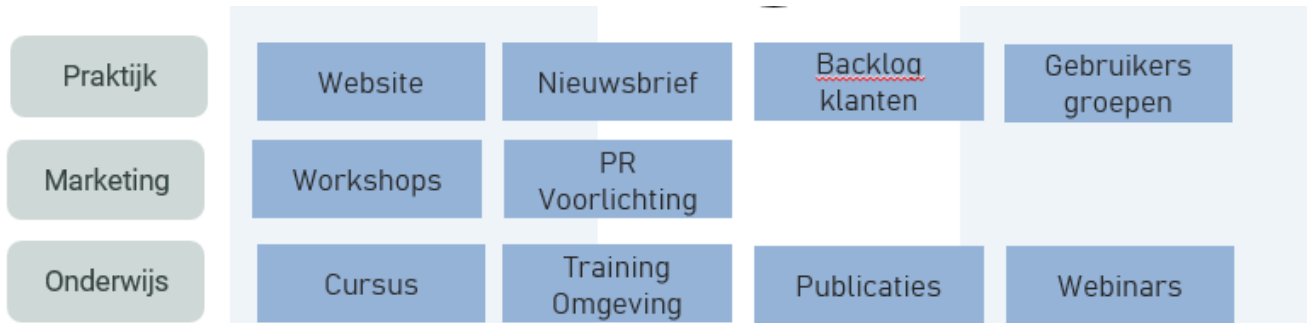 Praktijk
Website
Nieuwsbrief
Backlog
klanten
Gebruikers
groepen
Marketing
Workshops
PR
Voorlichting
Onderwijs
Cursus
Training
Omgeving
Publicaties
Webinars